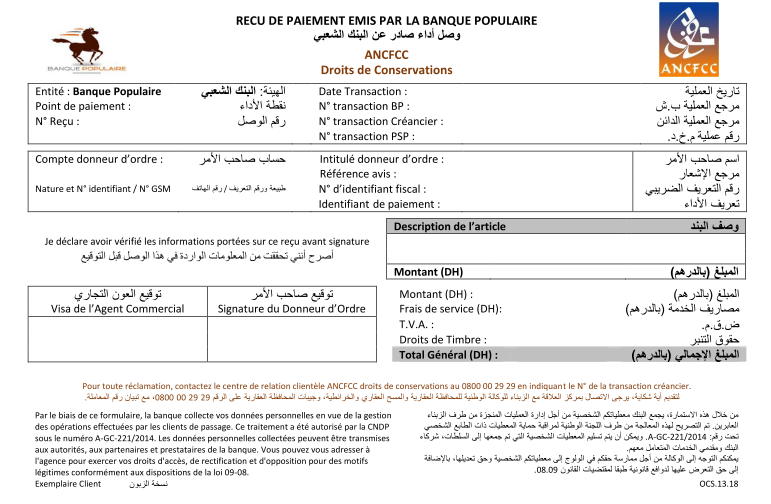 RECU DE PAIEMENT EMIS PAR LA BANQUE POPULAIRE
وصل أداء صادر عن البنك الشعبي
BANQUE POPULAIRE
ANCFCC
ANCFCC
Droits de Conservations
Entité : Banque Populaire الهيئة: البنك الشعبي
Point de paiement : نقطة الأداء
N° Reçu : رقم الوصل
Date Transaction : تاريخ العملية
N° transaction BP : مرجع العملية ب.ش
N° transaction Créancier : مرجع العملية الدائن
N° transaction PSP : رقم عملية م.خ.د.
Compte donneur d’ordre : حساب صاحب الأمر
Nature et N° identifiant / N° GSM طبيعة ورقم التعريف / رقم الهاتف
Intitulé donneur d’ordre : اسم صاحب الأمر
Référence avis : مرجع الإشعار
N° d’identifiant fiscal : رقم التعريف الضريبي
Identifiant de paiement : تعريف الأداء
Je déclare avoir vérifié les informations portées sur ce reçu avant signature
أصرح أنني تحققت من المعلومات الواردة في هذا الوصل قبل التوقيع
Description de l’article وصف البند
Montant (DH) المبلغ (بالدرهم)
توقيع العون التجاري
Visa de l’Agent Commercial
توقيع صاحب الأمر
Signature du Donneur d’Ordre
Montant (DH) : المبلغ (بالدرهم)
Frais de service (DH): مصاريف الخدمة (بالدرهم)
T.V.A. : ض.ق.م.
Droits de Timbre : حقوق التنبر
Total Général (DH) : المبلغ الإجمالي (بالدرهم)
Pour toute réclamation, contactez le centre de relation clientèle ANCFCC droits de conservations au 0800 00 29 29 en indiquant le N° de la transaction créancier.
لتقديم أية شكاية، يرجى الاتصال بمركز العلاقة مع الزبناء للوكالة الوطنية للمحافظة العقارية والمسح العقاري والخرائطية، وجيبات المحافظة العقارية على الرقم 29 29 00 0800، مع تبيان رقم المعاملة.
Par le biais de ce formulaire, la banque collecte vos données personnelles en vue de la gestion
des opérations effectuées par les clients de passage. Ce traitement a été autorisé par la CNDP
sous le numéro A-GC-221/2014. Les données personnelles collectées peuvent être transmises
aux autorités, aux partenaires et prestataires de la banque. Vous pouvez vous adresser à
l'agence pour exercer vos droits d'accès, de rectification et d'opposition pour des motifs
légitimes conformément aux dispositions de la loi 09-08.
من خلال هذه الاستمارة، يجمع البنك معطياتكم الشخصية من أجل إدارة العمليات المنجزة من طرف الزبناء
العابرين. تم التصريح لهذه المعالجة من طرف اللجنة الوطنية لمراقبة حماية المعطيات ذات الطابع الشخصي
تحت رقم: A-GC-221/2014. ويمكن أن يتم تسليم المعطيات الشخصية التي تم جمعها إلى السلطات، شركاء
البنك ومقدمي الخدمات المتعامل معهم.
يمكنكم التوجه إلى الوكالة من أجل ممارسة حقكم في الولوج إلى معطياتكم الشخصية وحق تعديلها، بالإضافة
إلى حق التعرض عليها لدوافع قانونية طبقا لمقتضيات القانون 08.09.
Exemplaire Client نسخة الزبون
OCS.13.18